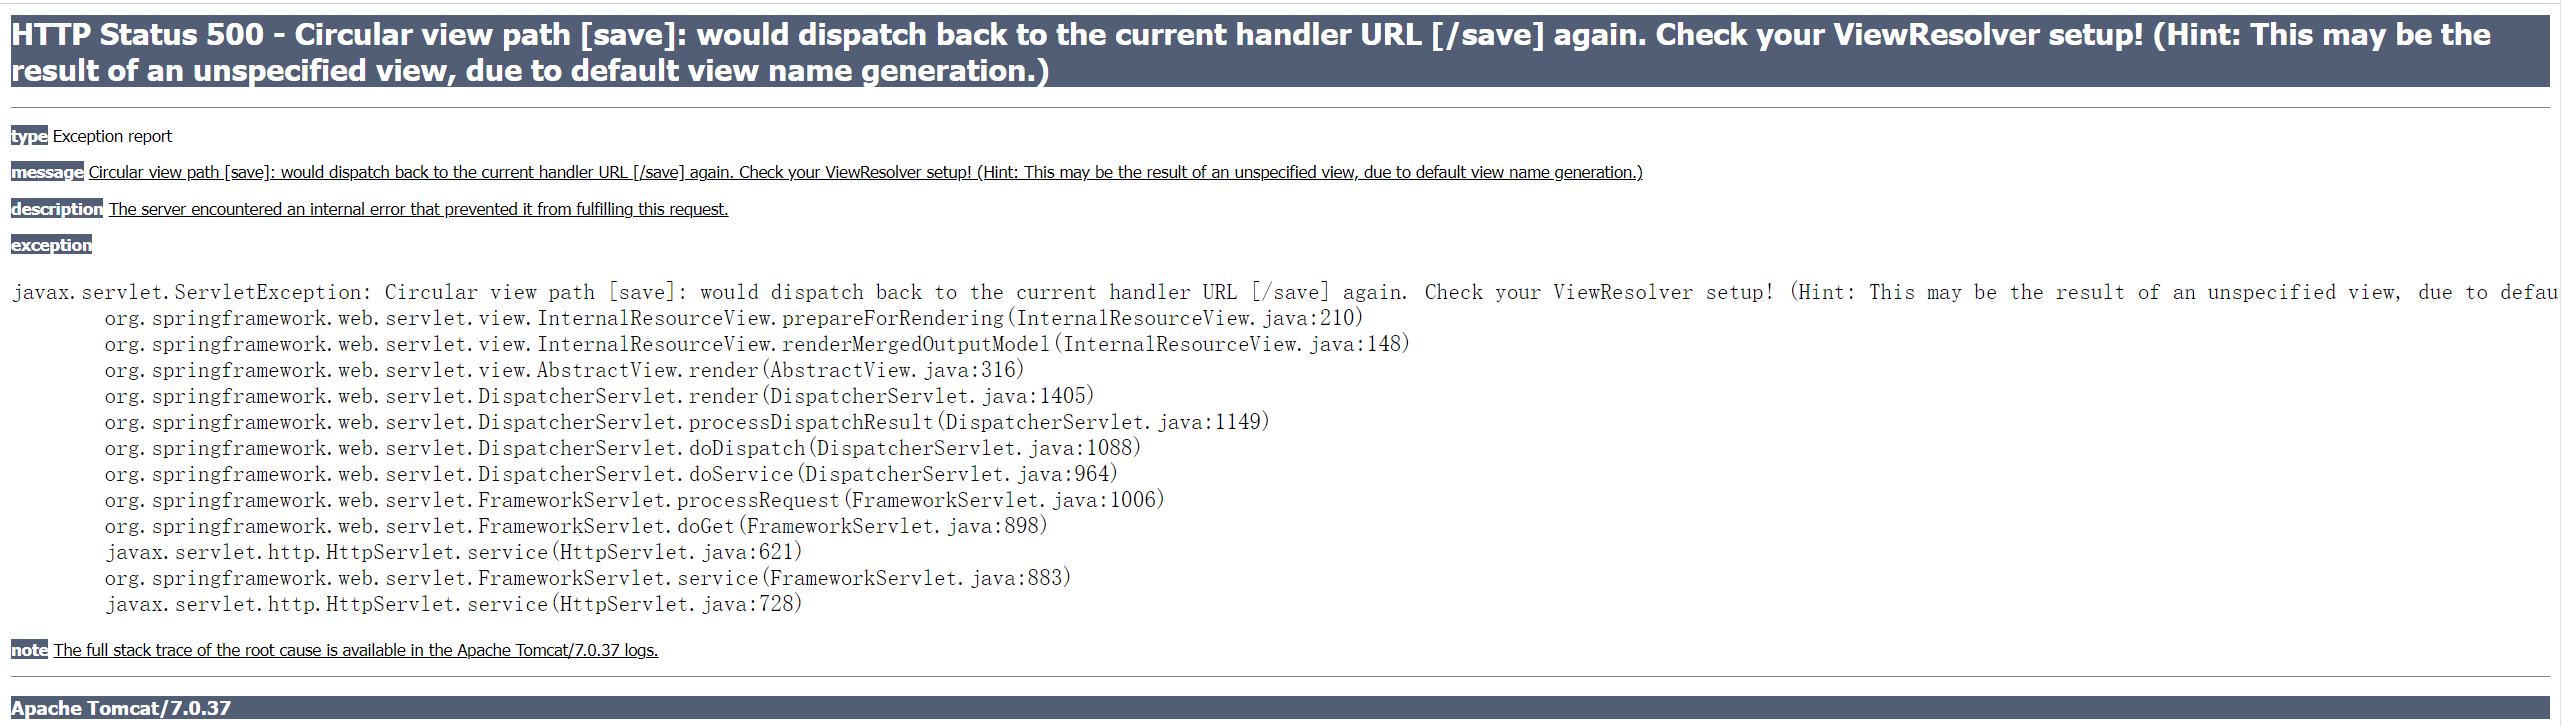 HTTP Status 500 - Circular view path [save]: would dispatch back to the current handler URL [/save] again. Check your ViewResolver setup! (Hint: This may be the
result of an unspecified view, due to default view name generation.)
type Exception report
message Circular view path [save]: would dispatch back to the current handler URL [/save] again. Check your ViewResolver setup! (Hint: This may be the result of an unspecified view, due to default view name generation.)
description The server encountered an internal error that prevented it from fulfilling this request.
exception
javax.servlet.ServletException: Circular view path [save]: would dispatch back to the current handler URL [/save] again. Check your ViewResolver setup! (Hint: This may be the result of an unspecified view, due to defau
org.springframework.web.servlet.view.InternalResourceView.prepareForRendering(InternalResourceView.java:210)
org.springframework.web.servlet.view.InternalResourceView.renderMergedOutputModel(InternalResourceView.java:148)
org.springframework.web.servlet.view.AbstractView.render(AbstractView.java:316)
org.springframework.web.servlet.DispatcherServlet.render(DispatcherServlet.java:1405)
org.springframework.web.servlet.DispatcherServlet.processDispatchResult(DispatcherServlet.java:1149)
org.springframework.web.servlet.DispatcherServlet.doDispatch(DispatcherServlet.java:1088)
org.springframework.web.servlet.DispatcherServlet.doService(DispatcherServlet.java:964)
org.springframework.web.servlet.FrameworkServlet.processRequest(FrameworkServlet.java:1006)
org.springframework.web.servlet.FrameworkServlet.doGet(FrameworkServlet.java:898)
javax.servlet.http.HttpServlet.service(HttpServlet.java:621)
org.springframework.web.servlet.FrameworkServlet.service(FrameworkServlet.java:883)
javax.servlet.http.HttpServlet.service(HttpServlet.java:728)
note The full stack trace of the root cause is available in the Apache Tomcat/7.0.37 logs.
Apache Tomcat/7.0.37